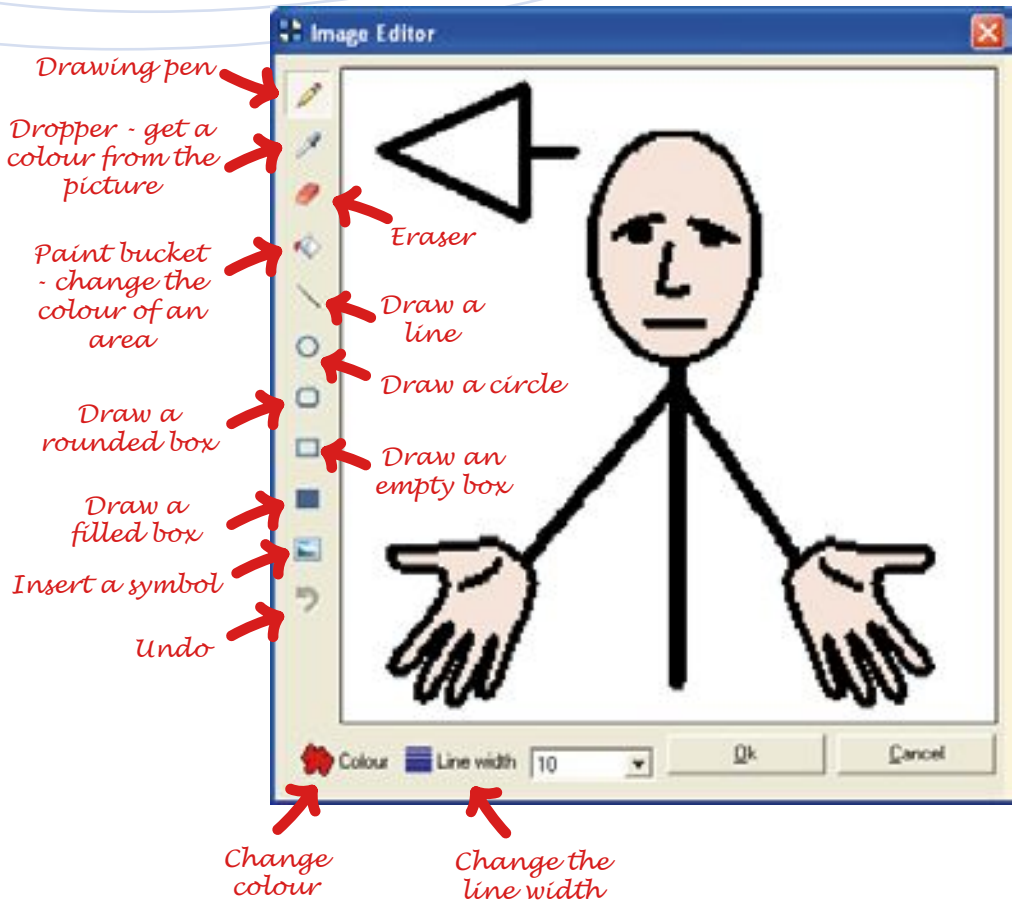 Image Editor
Drawing pen
Dropper - get a
colour from the
picture
Eraser
Paint bucket
- change the
colour of an
area
Draw a
line
Draw a circle
Draw a
rounded box
Draw an
empty box
Draw a
filled box
Insert a symbol
Undo
Colour
Line width
10
Ok
Cancel
Change
colour
Change the
line width